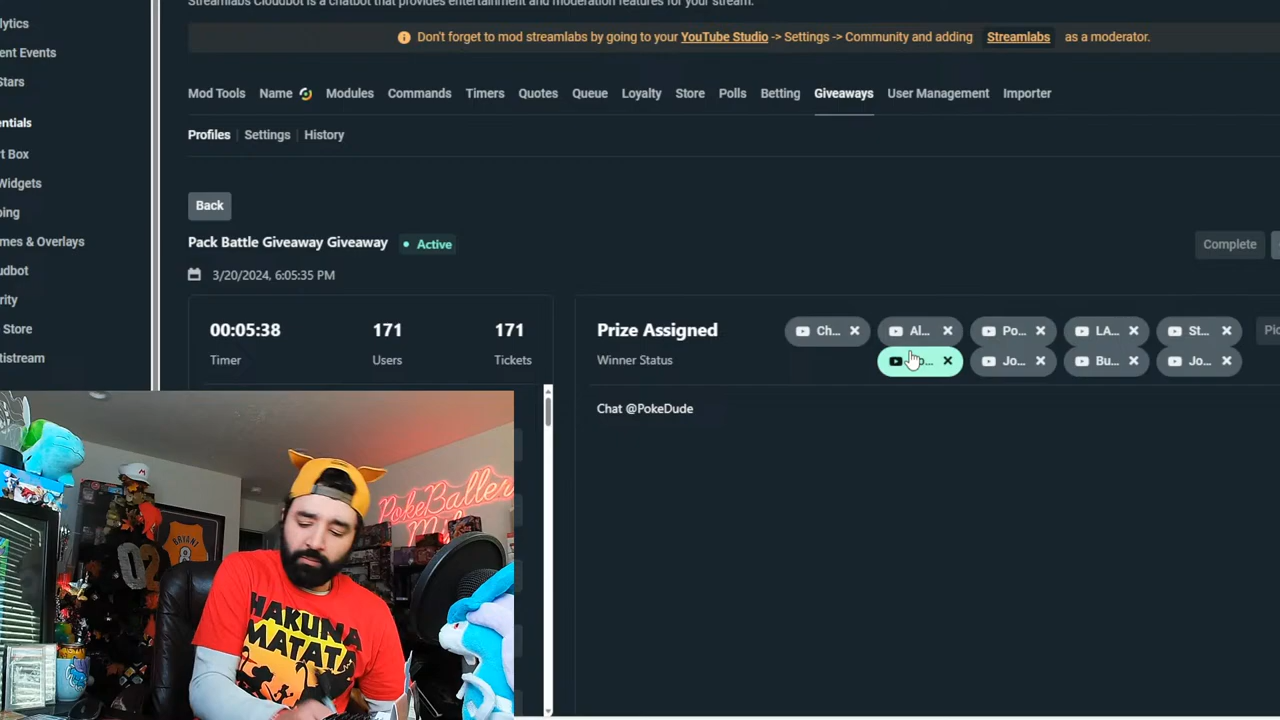 Streamlabs Cloudbot is a chatbot that provides entertainment and moderation features for your stream.
Don't forget to mod streamlabs by going to your YouTube Studio -> Settings -> Community and adding Streamlabs as a moderator.
Mod Tools Name Modules Commands Timers Quotes Queue Loyalty Store Polls Betting Giveaways User Management Importer
Profiles | Settings | History
Back
Pack Battle Giveaway Giveaway • Active
Complete
3/20/2024, 6:05:35 PM
00:05:38 171 171
Timer Users Tickets
Prize Assigned
Winner Status
Ch... Al... Po... LA... St...
Jo... Bu... Jo...
Chat @PokeDude
lytics
ent Events
Stars
entials
t Box
Widgets
ping
mes & Overlays
udbot
rity
Store
ltistream
PokeBaller
BRYANT
8
HAKUNA
MATATA